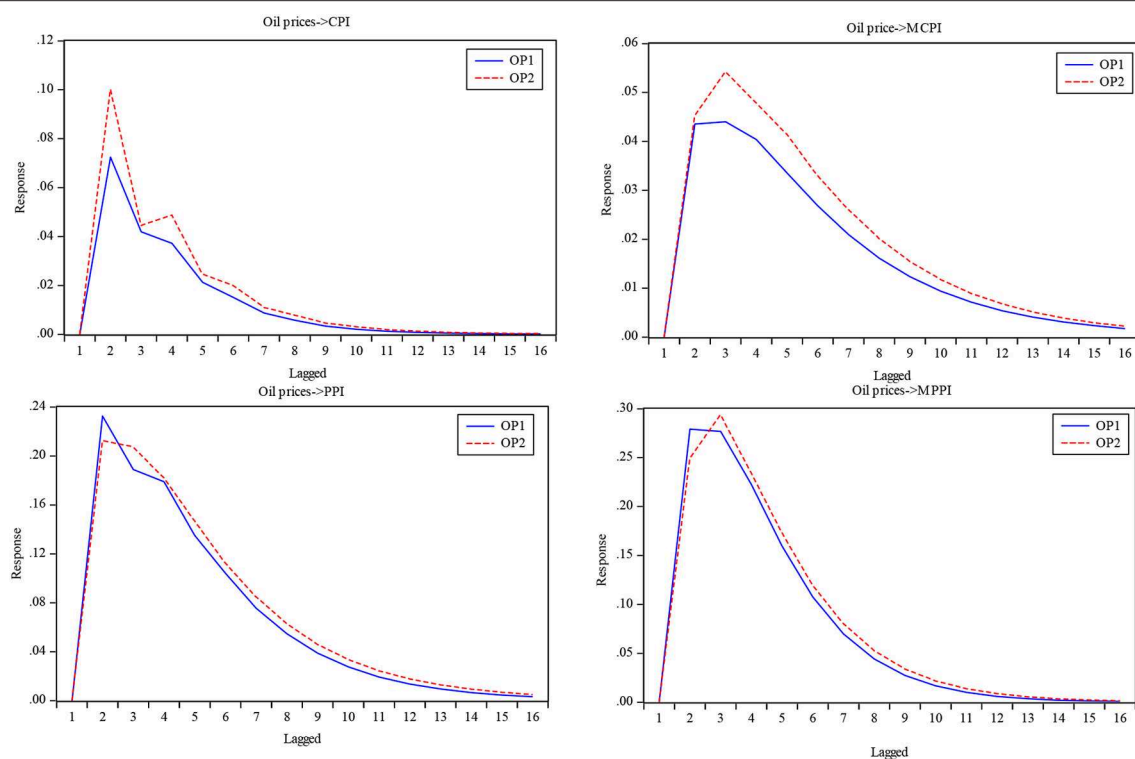 Oil prices->CPI
.12
.10
.08
.06
.04
.02
.00
Response
OP1
OP2
1 2 3 4 5 6 7 8 9 10 11 12 13 14 15 16
Lagged
Oil price->MCPI
.06
.05
.04
.03
.02
.01
.00
Response
OP1
OP2
1 2 3 4 5 6 7 8 9 10 11 12 13 14 15 16
Lagged
Oil prices->PPI
.24
.20
.16
.12
.08
.04
.00
Response
OP1
OP2
1 2 3 4 5 6 7 8 9 10 11 12 13 14 15 16
Lagged
Oil prices->MPPI
.30
.25
.20
.15
.10
.05
.00
Response
OP1
OP2
1 2 3 4 5 6 7 8 9 10 11 12 13 14 15 16
Lagged